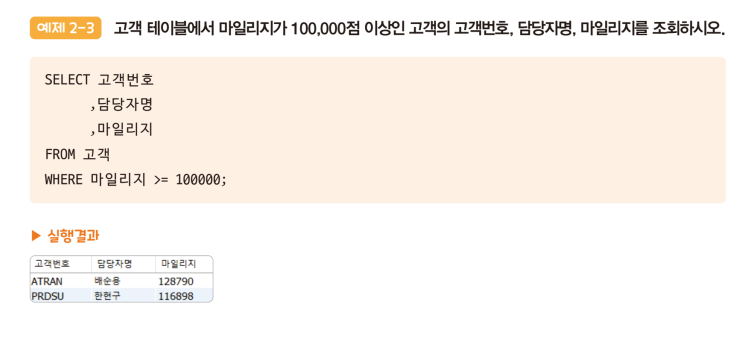 예제 2-3 고객 테이블에서 마일리지가 100,000점 이상인 고객의 고객번호, 담당자명, 마일리지를 조회하시오.
SELECT 고객번호
,담당자명
,마일리지
FROM 고객
WHERE 마일리지 >= 100000;
▶ 실행결과
고객번호 담당자명 마일리지
ATRAN 배순용 128790
PRDSU 한현구 116898